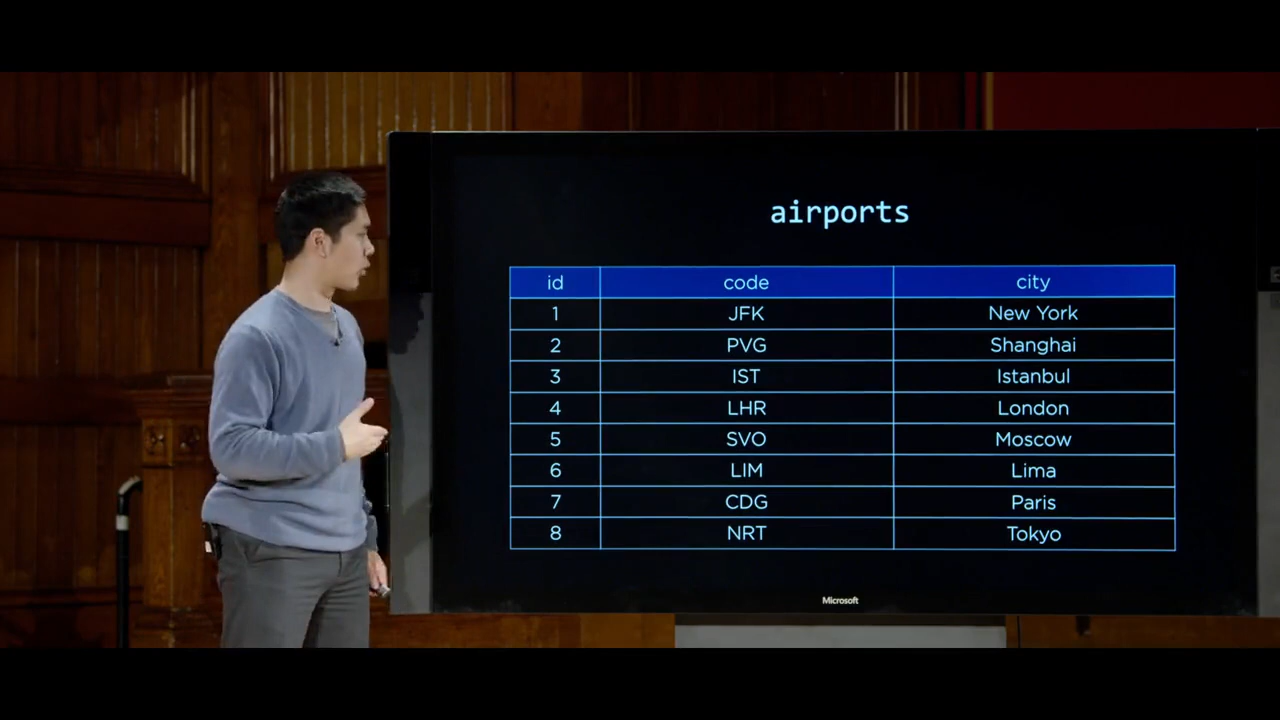 airports
id code city
1 JFK New York
2 PVG Shanghai
3 IST Istanbul
4 LHR London
5 SVO Moscow
6 LIM Lima
7 CDG Paris
8 NRT Tokyo
Microsoft